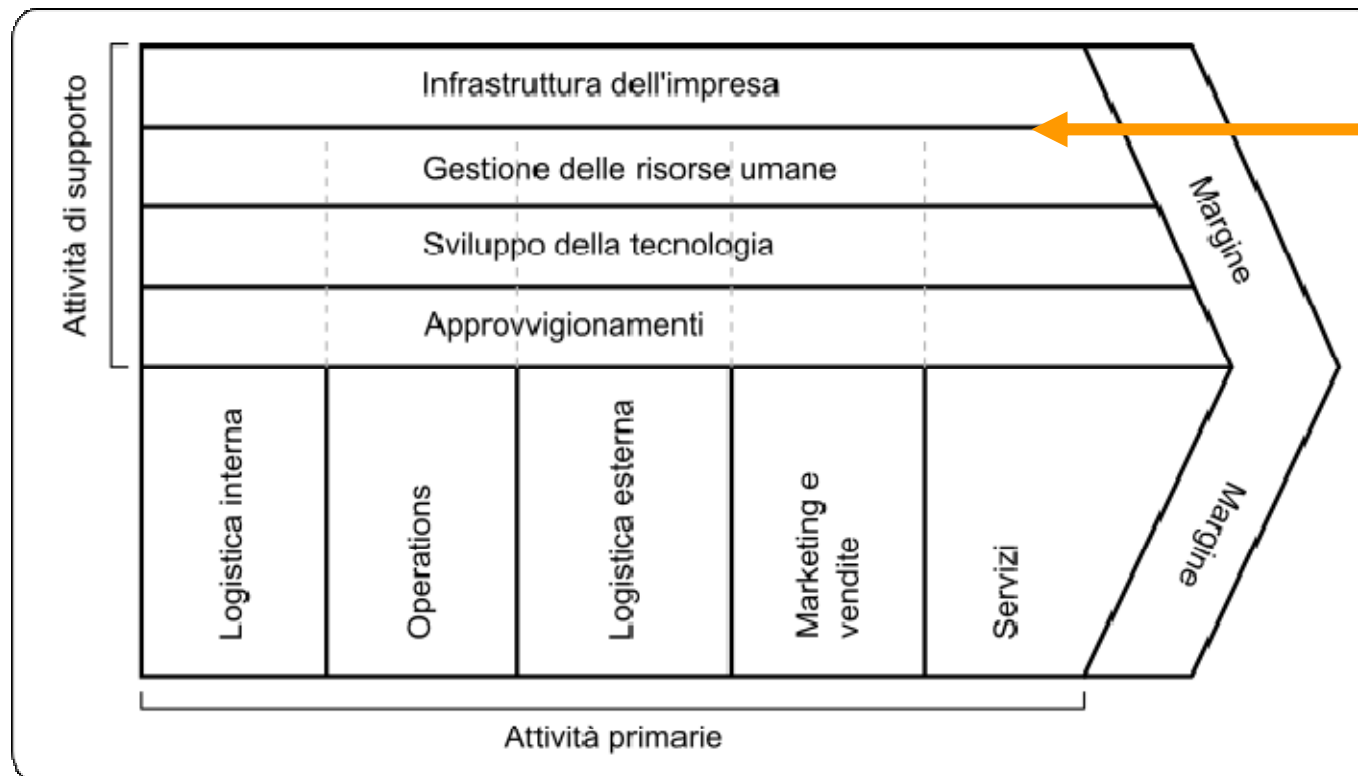 Attività di supporto
Infrastruttura dell'impresa
Gestione delle risorse umane
Sviluppo della tecnologia
Approvvigionamenti
Margine
Logistica interna
Operations
Logistica esterna
Marketing e
vendite
Servizi
Margine
Attività primarie